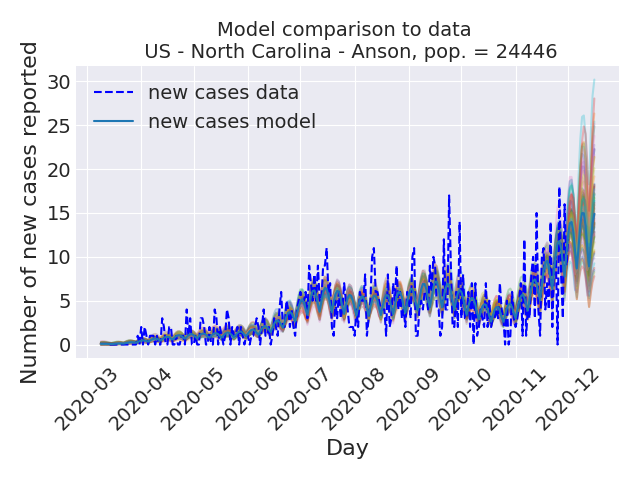 Model comparison to data
US - North Carolina - Anson, pop. = 24446
Number of new cases reported
30
25
20
15
10
5
0
new cases data
new cases model
2020-03
2020-04
2020-05
2020-06
2020-07
2020-08
2020-09
2020-10
2020-11
2020-12
Day